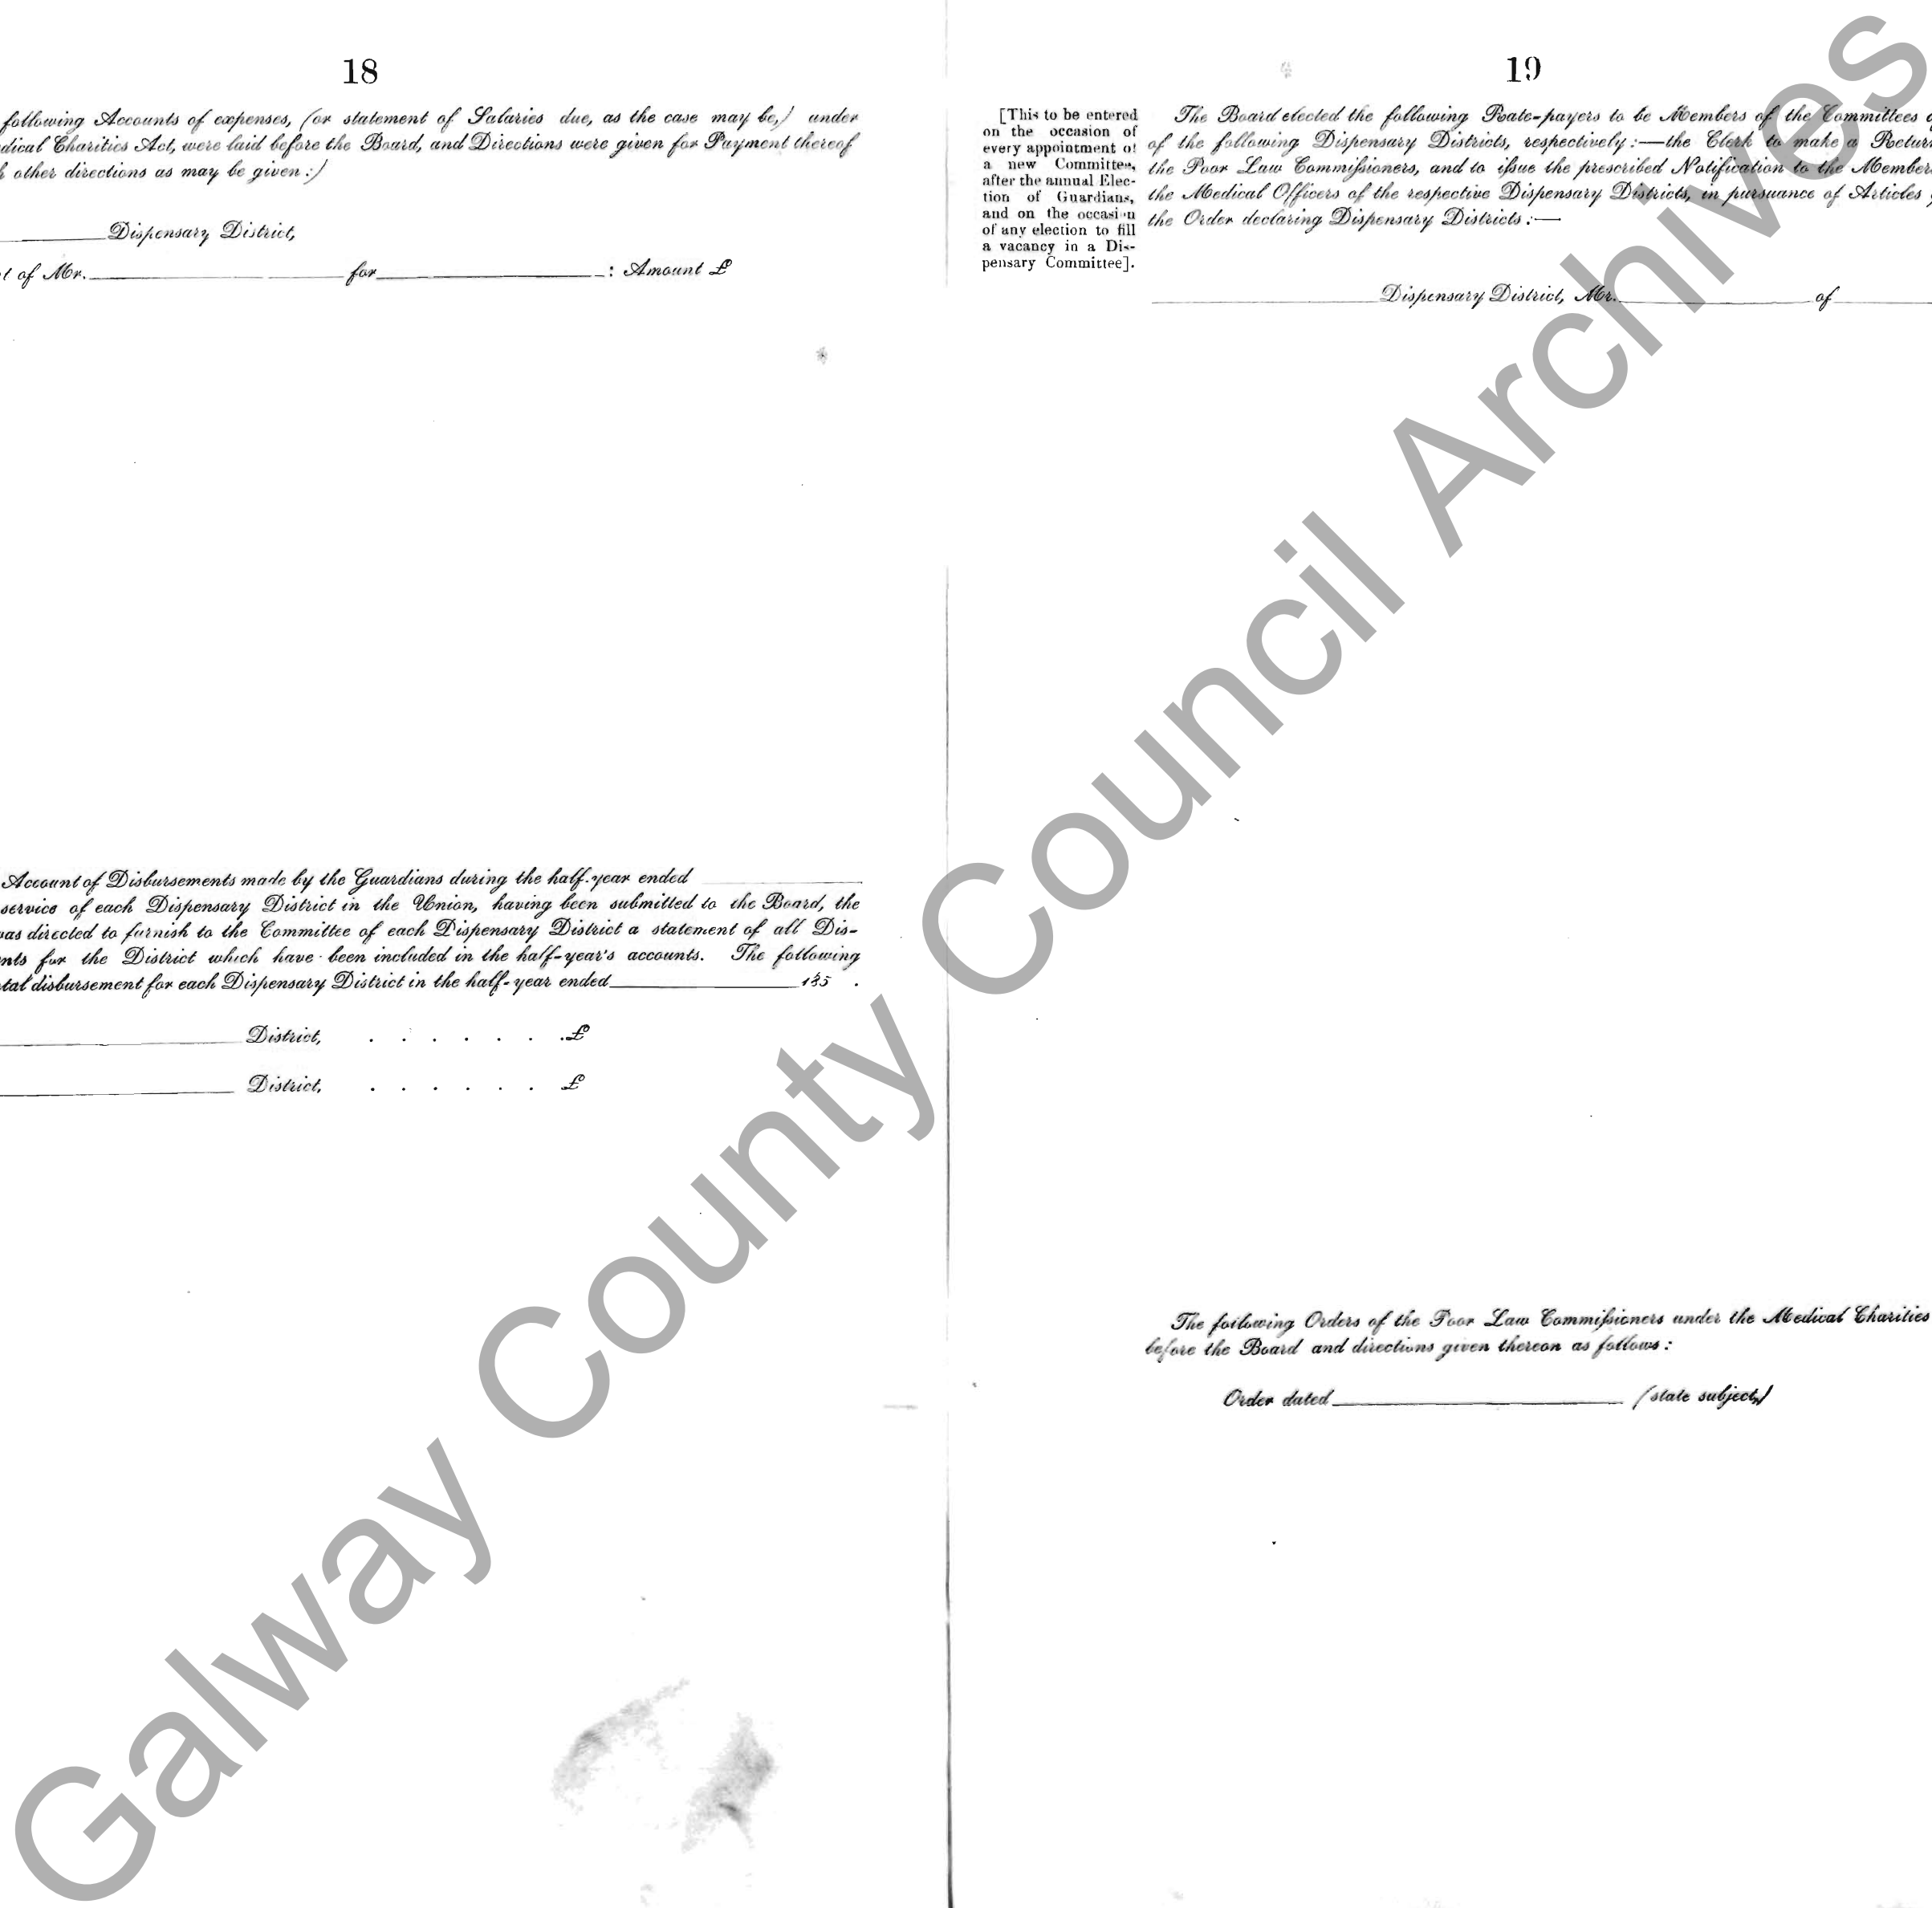 18
following Accounts of expenses, (or statement of Salaries due, as the case may be,) under
dical Charities Act, were laid before the Board, and Directions were given for Payment thereof
other directions as may be given:)
Dispensary District,
t of Mr. for : Amount £
Account of Disbursements made by the Guardians during the half-year ended
service of each Dispensary District in the Union, having been submitted to the Board, the
was directed to furnish to the Committee of each Dispensary District a statement of all Dis-
nts for the District which have been included in the half-year's accounts. The following
tal disbursement for each Dispensary District in the half-year ended 185 .
District, . . . . . . .£
District, . . . . . . £
19
[This to be entered
on the occasion of
every appointment of
a new Committee,
after the annual Elec-
tion of Guardians,
and on the occasion
of any election to fill
a vacancy in a Dis-
pensary Committee].
The Board elected the following Rate-payers to be Members of the Committees
of the following Dispensary Districts, respectively:—the Clerk to make a Return
the Poor Law Commissioners, and to issue the prescribed Notification to the Member
the Medical Officers of the respective Dispensary Districts, in pursuance of Articles
the Order declaring Dispensary Districts:—
Dispensary District, Mr. of
The following Orders of the Poor Law Commissioners under the Medical Charities
before the Board and directions given thereon as follows:
Order dated (state subject,)
Galway County Council Archives